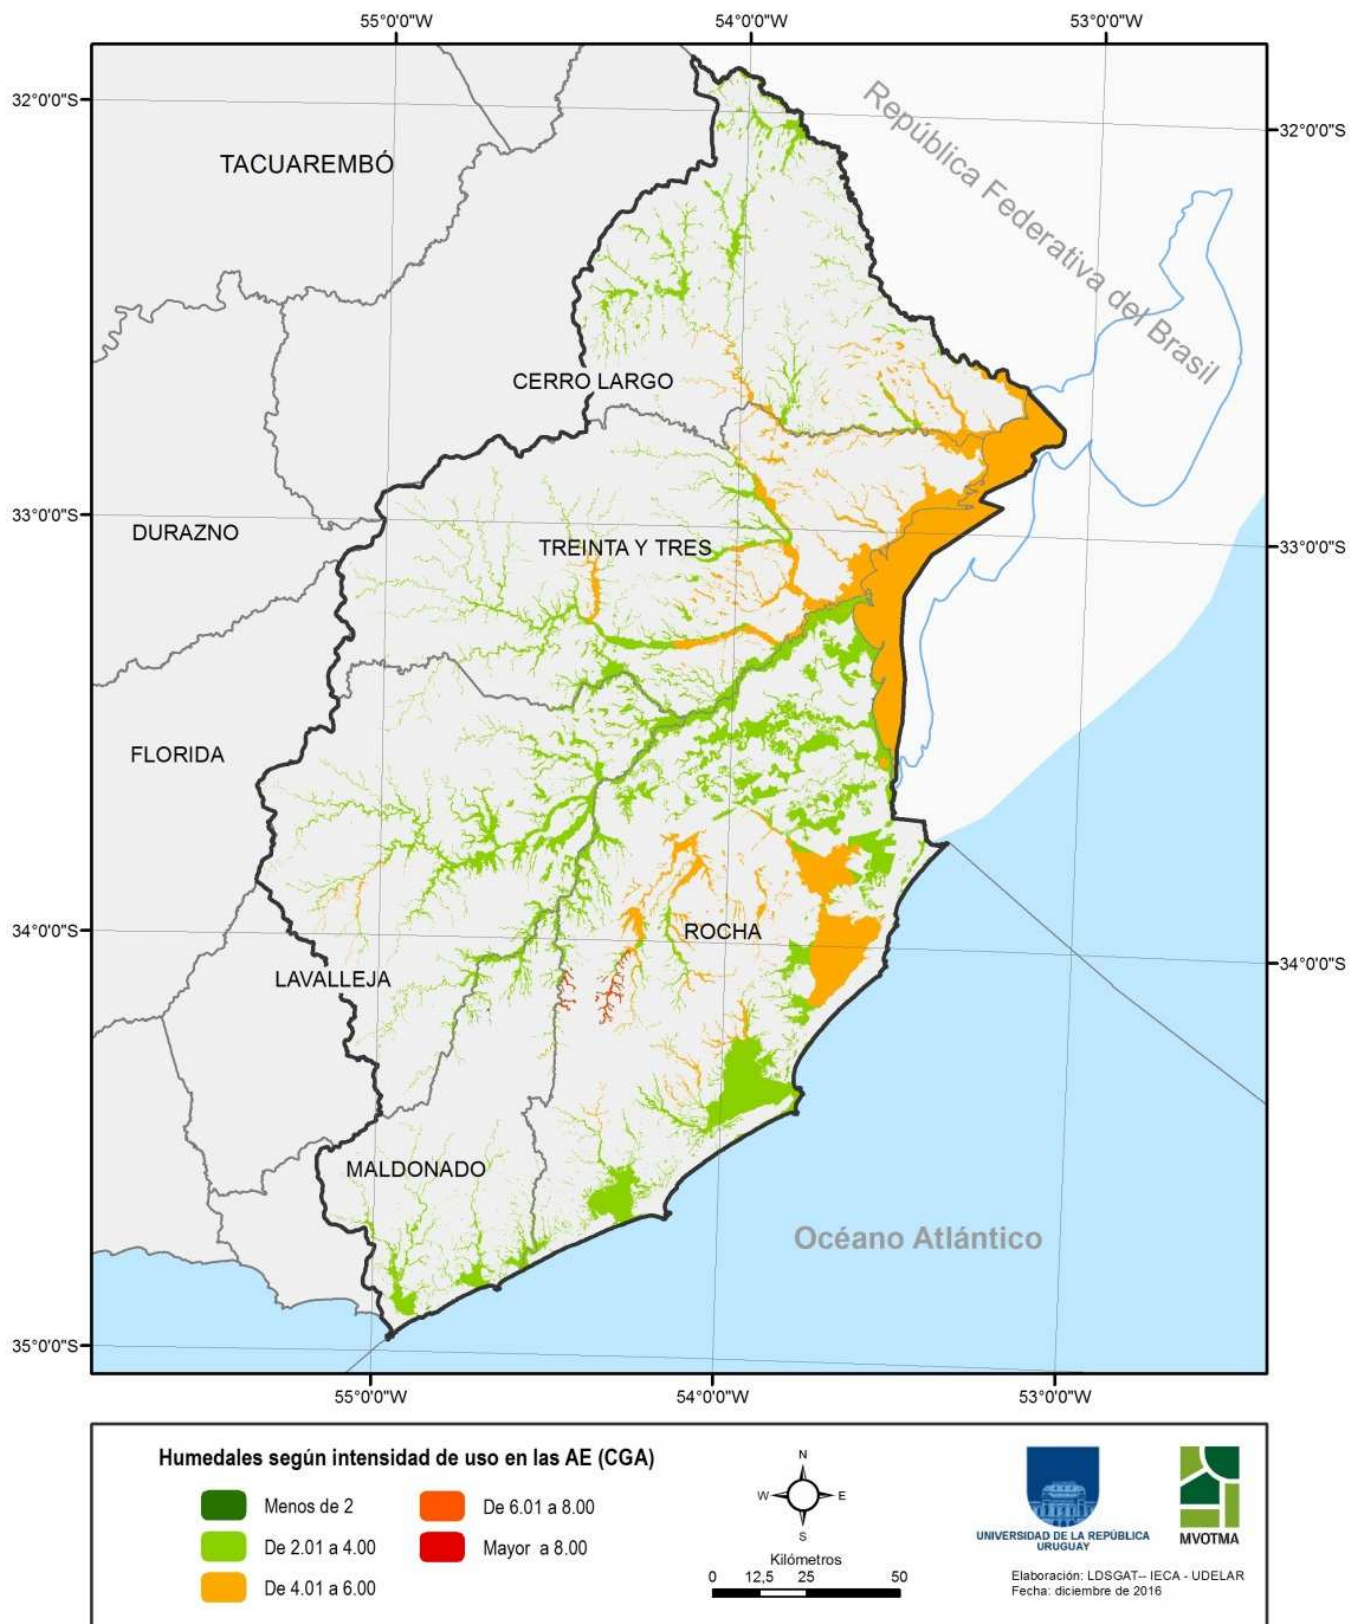 55°0'0"W
54°0'0"W
53°0'0"W
32°0'0"S
32°0'0"S
República Federativa del Brasil
TACUAREMBÓ
CERRO LARGO
33°0'0"S
33°0'0"S
DURAZNO
TREINTA Y TRES
FLORIDA
34°0'0"S
34°0'0"S
ROCHA
LAVALLEJA
MALDONADO
Océano Atlántico
35°0'0"S
55°0'0"W
54°0'0"W
53°0'0"W
Humedales según intensidad de uso en las AE (CGA)
Menos de 2
De 2.01 a 4.00
De 4.01 a 6.00
De 6.01 a 8.00
Mayor a 8.00
N
W
E
S
Kilómetros
0 12,5 25 50
UNIVERSIDAD DE LA REPÚBLICA
URUGUAY
MVOTMA
Elaboración: LDSGAT-- IECA - UDELAR
Fecha: diciembre de 2016